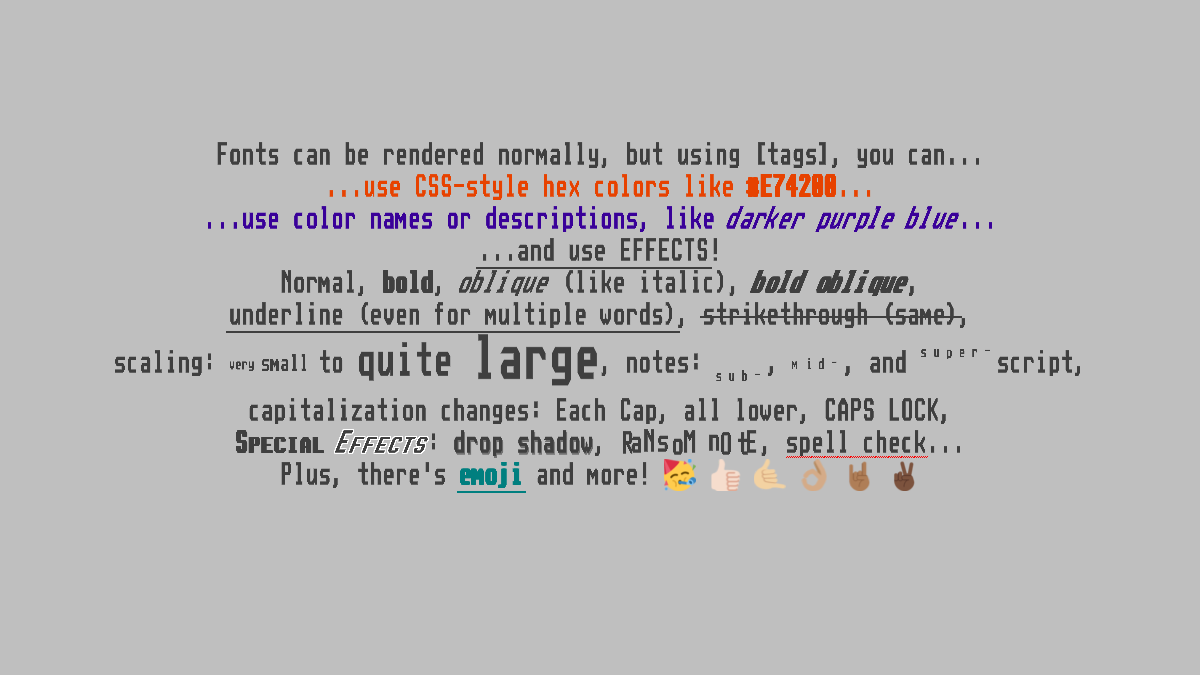 Fonts can be rendered normally, but using [tags], you can...
...use CSS-style hex colors like #E74200...
...use color names or descriptions, like darker purple blue...
...and use EFFECTS!
Normal, bold, oblique (like italic), bold oblique,
underline (even for multiple words), strikethrough (same),
scaling: very small to quite large, notes: sub-, mid-, and super-script,
capitalization changes: Each Cap, all lower, CAPS LOCK,
Special Effects: drop shadow, RaNsoM nOtE, spell check...
Plus, there's emoji and more! 🥳 👍🏻 🤙🏼 👌🏽 🤘🏾 ✌🏿